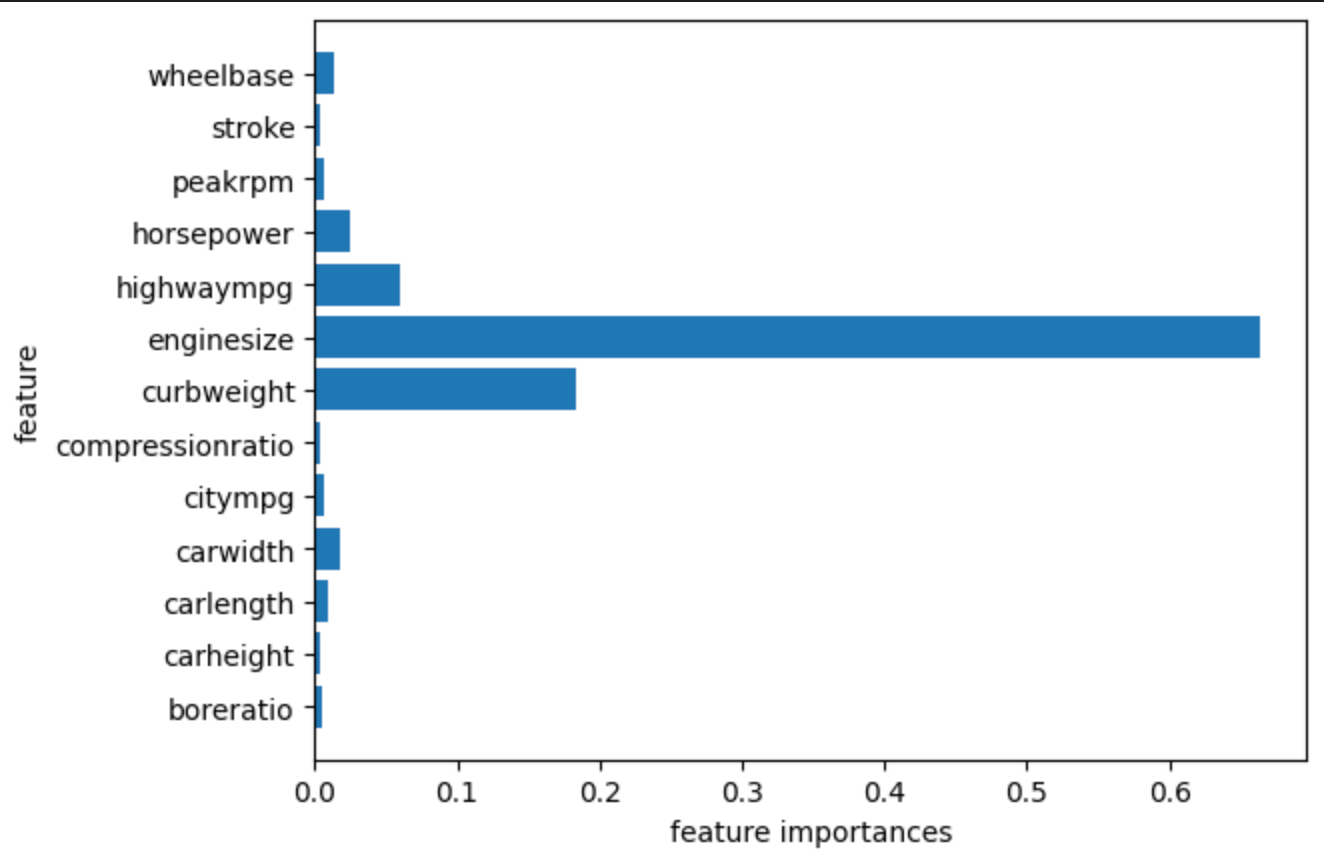 wheelbase
stroke
peakrpm
horsepower
highwaympg
enginesize
curbweight
compressionratio
citympg
carwidth
carlength
carheight
boreratio
feature
0.0 0.1 0.2 0.3 0.4 0.5 0.6
feature importances